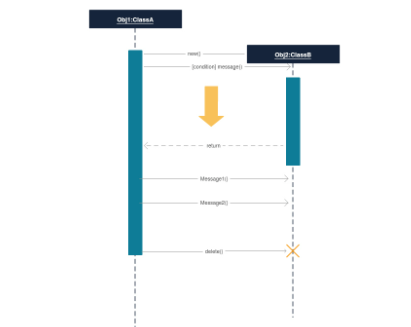 Obj1:ClassA
new()
Obj2:ClassB
[condition] message()
return
Message1()
Message2()
delete()